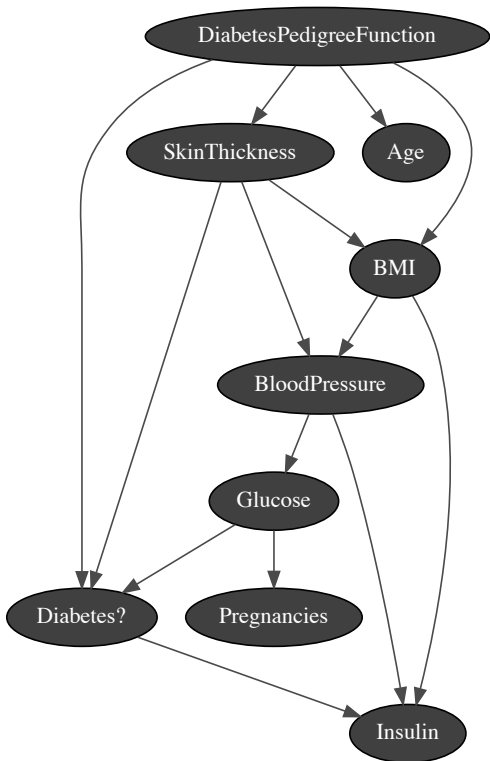 DiabetesPedigreeFunction
SkinThickness
Age
BMI
BloodPressure
Glucose
Diabetes?
Pregnancies
Insulin